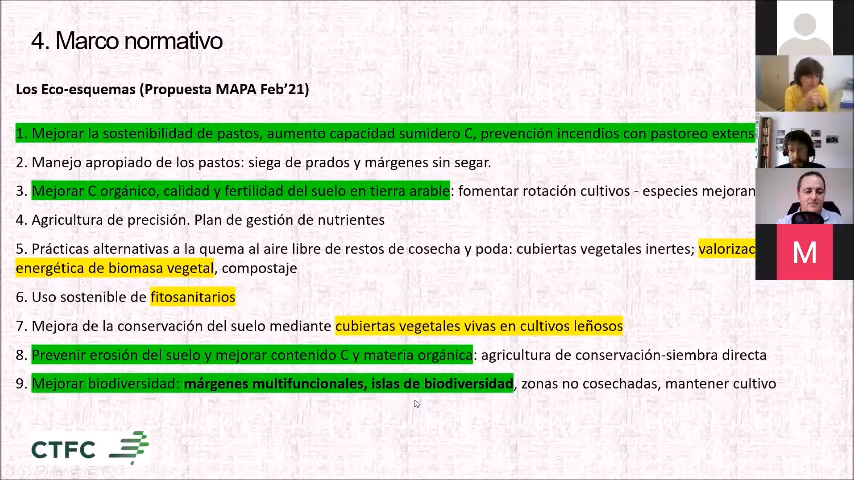 4. Marco normativo
Los Eco-esquemas (Propuesta MAPA Feb'21)
1. Mejorar la sostenibilidad de pastos, aumento capacidad sumidero C, prevención incendios con pastoreo extens
2. Manejo apropiado de los pastos: siega de prados y márgenes sin segar.
3. Mejorar C orgánico, calidad y fertilidad del suelo en tierra arable: fomentar rotación cultivos - especies mejoran
4. Agricultura de precisión. Plan de gestión de nutrientes
5. Prácticas alternativas a la quema al aire libre de restos de cosecha y poda: cubiertas vegetales inertes; valorizac
energética de biomasa vegetal, compostaje
6. Uso sostenible de fitosanitarios
7. Mejora de la conservación del suelo mediante cubiertas vegetales vivas en cultivos leñosos
8. Prevenir erosión del suelo y mejorar contenido C y materia orgánica: agricultura de conservación-siembra directa
9. Mejorar biodiversidad: márgenes multifuncionales, islas de biodiversidad, zonas no cosechadas, mantener cultivo
CTFC
M